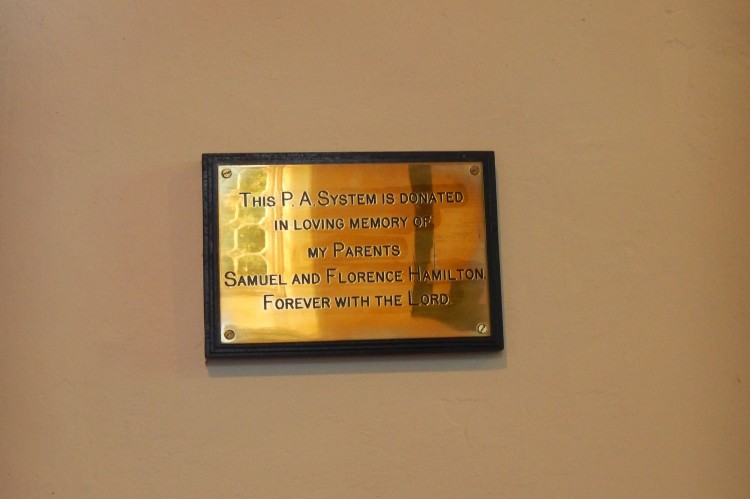 This P. A. System is donated
in loving memory of
my Parents
Samuel and Florence Hamilton.
Forever with the Lord.